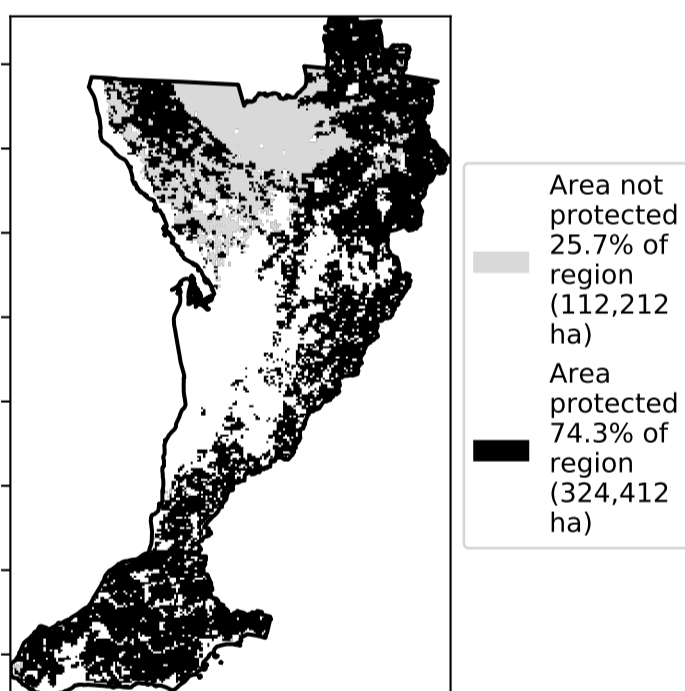 Area not
protected
25.7% of
region
(112,212
ha)
Area
protected
74.3% of
region
(324,412
ha)